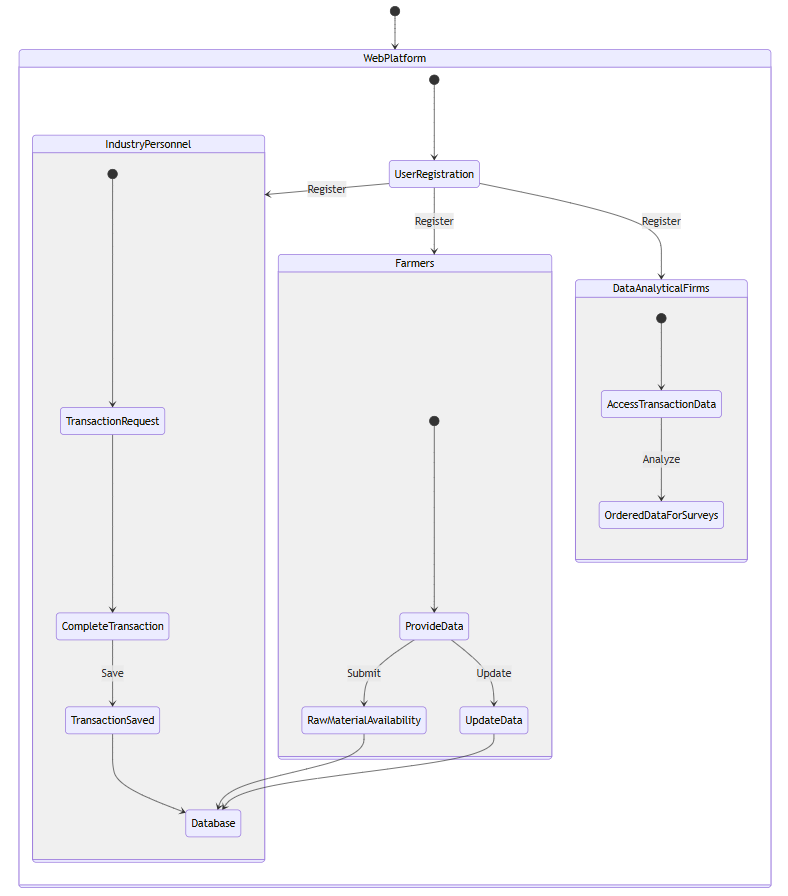 WebPlatform
IndustryPersonnel
UserRegistration
Register
Register
Register
Farmers
DataAnalyticalFirms
AccessTransactionData
TransactionRequest
Analyze
OrderedDataForSurveys
CompleteTransaction
ProvideData
Save
Submit
Update
TransactionSaved
RawMaterialAvailability
UpdateData
Database